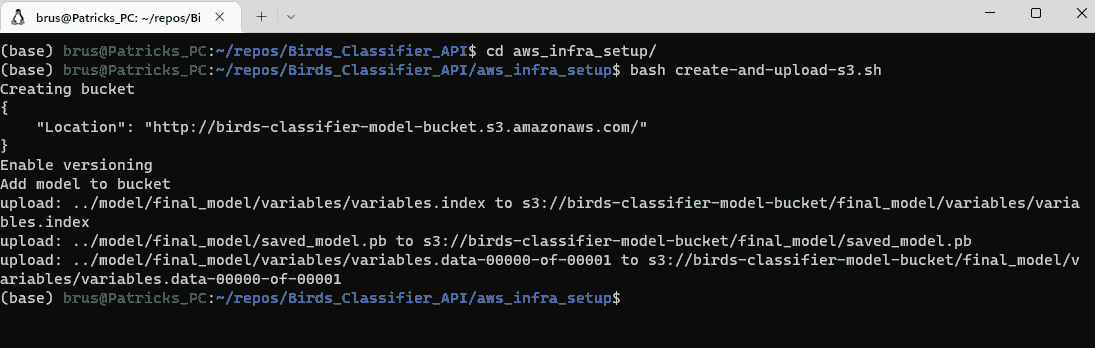 brus@Patricks_PC: ~/repos/Bi
(base) brus@Patricks_PC:~/repos/Birds_Classifier_API$ cd aws_infra_setup/
(base) brus@Patricks_PC:~/repos/Birds_Classifier_API/aws_infra_setup$ bash create-and-upload-s3.sh
Creating bucket
{
    "Location": "http://birds-classifier-model-bucket.s3.amazonaws.com/"
}
Enable versioning
Add model to bucket
upload: ../model/final_model/variables/variables.index to s3://birds-classifier-model-bucket/final_model/variables/varia
bles.index
upload: ../model/final_model/saved_model.pb to s3://birds-classifier-model-bucket/final_model/saved_model.pb
upload: ../model/final_model/variables/variables.data-00000-of-00001 to s3://birds-classifier-model-bucket/final_model/v
ariables/variables.data-00000-of-00001
(base) brus@Patricks_PC:~/repos/Birds_Classifier_API/aws_infra_setup$